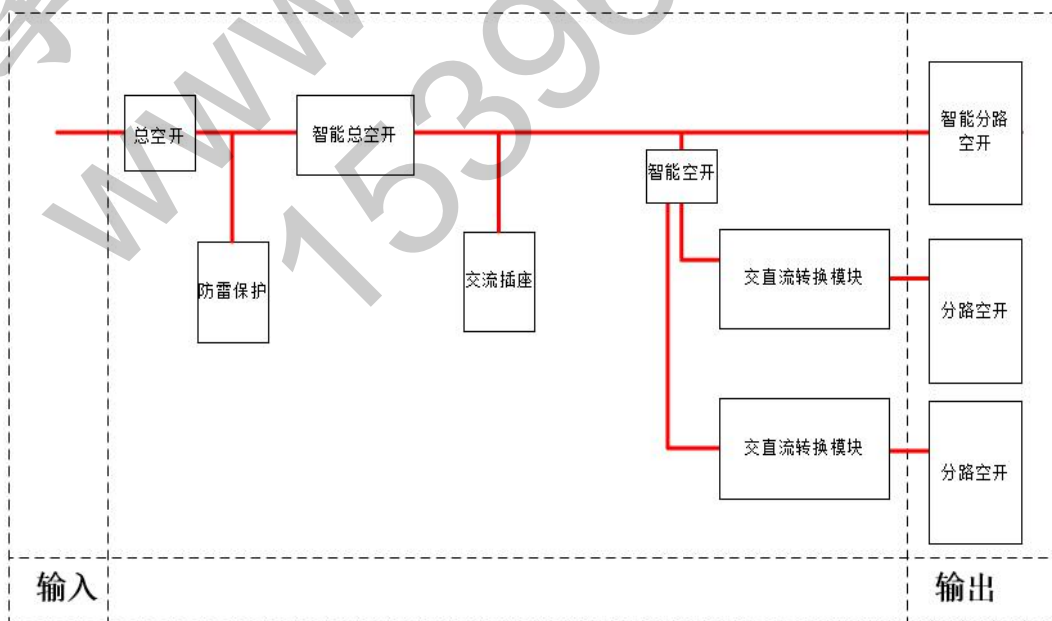 www.
1539
总空开
智能总空开
智能分路
空开
智能空开
防雷保护
交流插座
交直流转换模块
分路空开
交直流转换模块
分路空开
输入
输出